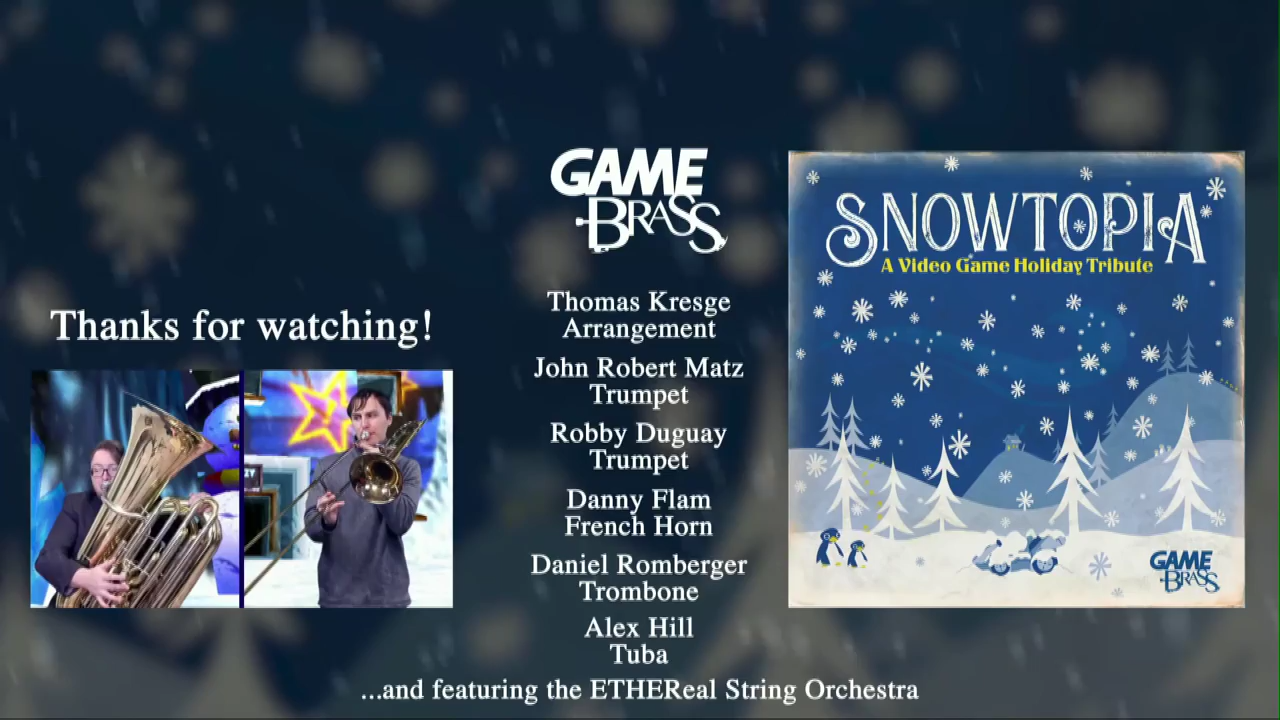 Thanks for watching!
GAME
BRASS
Thomas Kresge
Arrangement
John Robert Matz
Trumpet
Robby Duguay
Trumpet
Danny Flam
French Horn
Daniel Romberger
Trombone
Alex Hill
Tuba
...and featuring the ETHEReal String Orchestra
SNOWTOPIA
A Video Game Holiday Tribute
GAME
BRASS